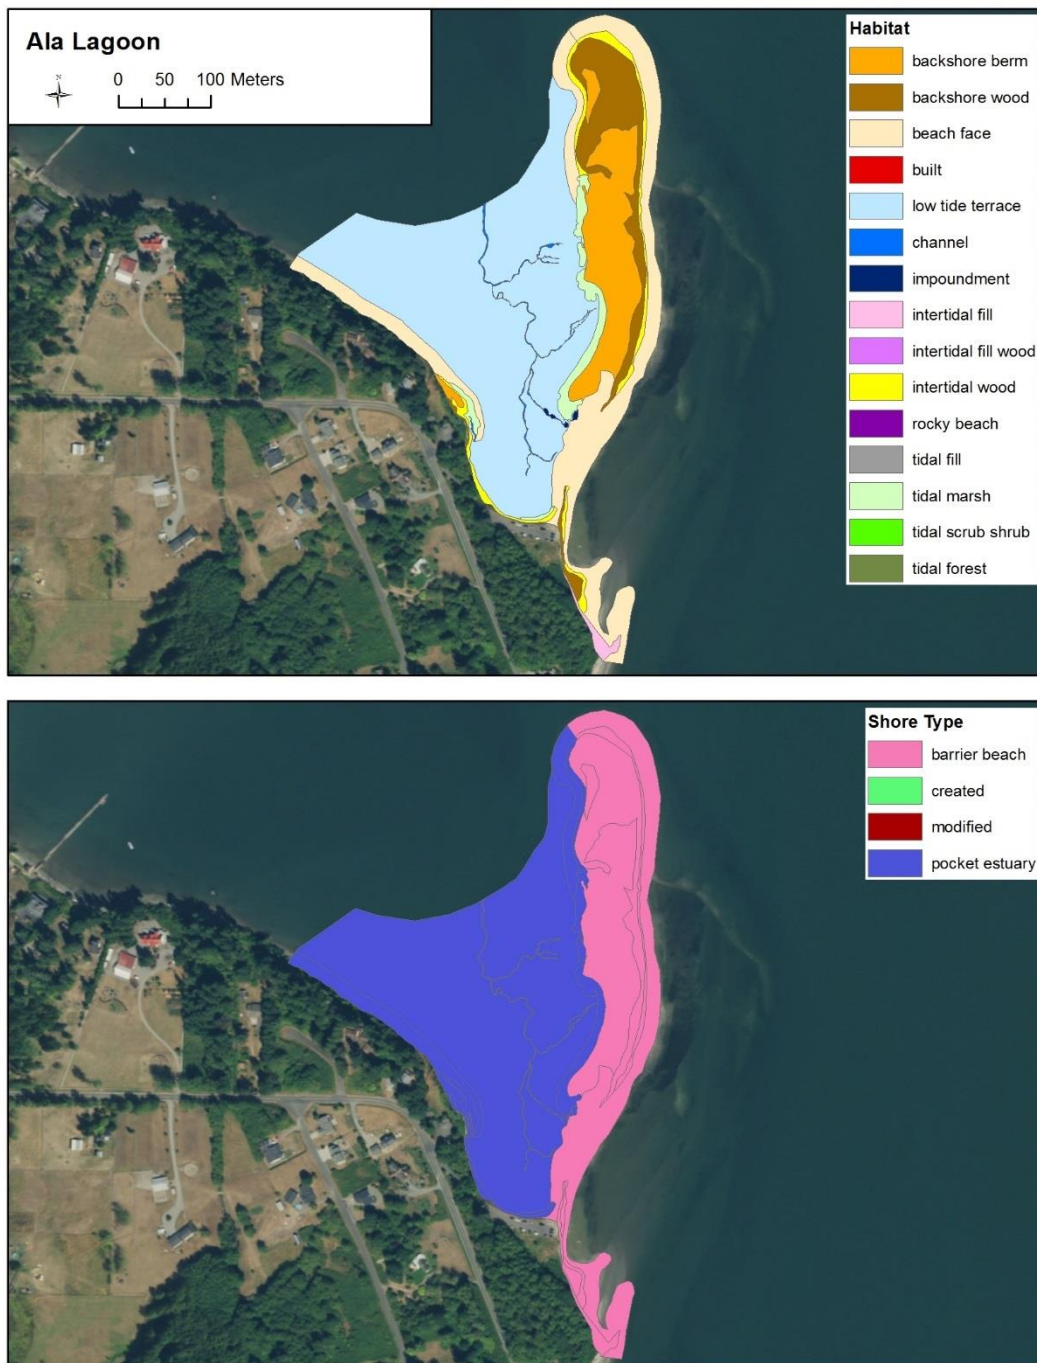 Ala Lagoon
N
0 50 100 Meters
Habitat
backshore berm
backshore wood
beach face
built
low tide terrace
channel
impoundment
intertidal fill
intertidal fill wood
intertidal wood
rocky beach
tidal fill
tidal marsh
tidal scrub shrub
tidal forest
Shore Type
barrier beach
created
modified
pocket estuary